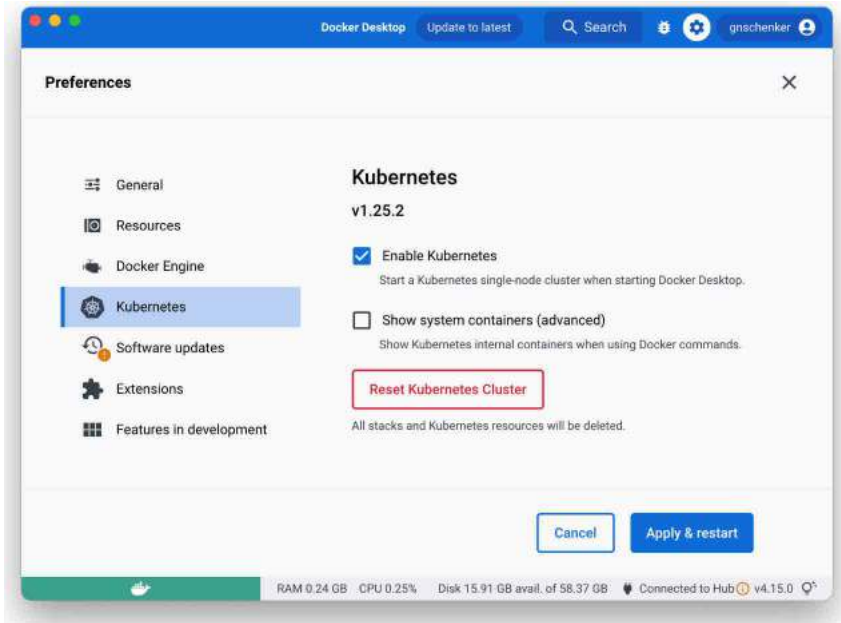 Docker Desktop Update to latest Search gnschenker
Preferences
General
Resources
Docker Engine
Kubernetes
Software updates
Extensions
Features in development
Kubernetes
v1.25.2
Enable Kubernetes
Start a Kubernetes single-node cluster when starting Docker Desktop.
Show system containers (advanced)
Show Kubernetes internal containers when using Docker commands.
Reset Kubernetes Cluster
All stacks and Kubernetes resources will be deleted.
Cancel Apply & restart
RAM 0.24 GB CPU 0.25% Disk 15.91 GB avail. of 58.37 GB Connected to Hub v4.15.0